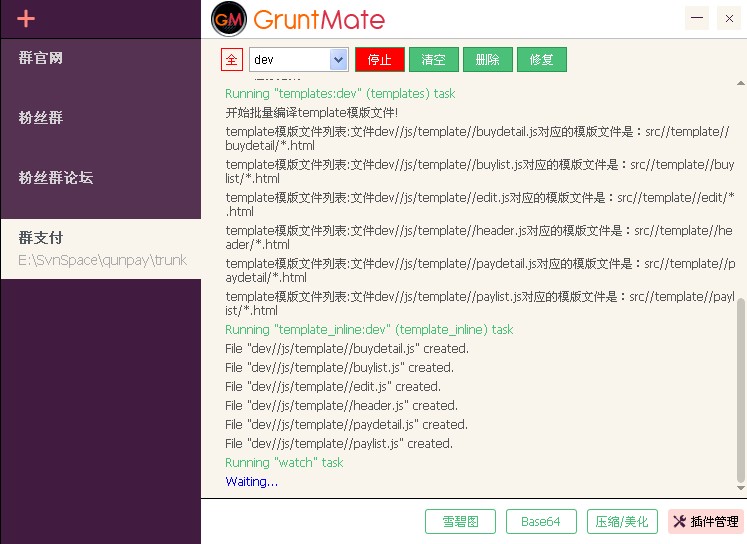 GM GruntMate
群官网
粉丝群
粉丝群论坛
群支付
E:\SvnSpace\qunpay\trunk
全 dev 停止 清空 删除 修复
Running "templates:dev" (templates) task
开始批量编译template模版文件!
template模版文件列表:文件dev//js/template//buydetail.js对应的模版文件是：src//template//
buydetail/*.html
template模版文件列表:文件dev//js/template//buylist.js对应的模版文件是：src//template//buy
list/*.html
template模版文件列表:文件dev//js/template//edit.js对应的模版文件是：src//template//edit/*
.html
template模版文件列表:文件dev//js/template//header.js对应的模版文件是：src//template//he
ader/*.html
template模版文件列表:文件dev//js/template//paydetail.js对应的模版文件是：src//template//p
aydetail/*.html
template模版文件列表:文件dev//js/template//paylist.js对应的模版文件是：src//template//payl
ist/*.html
Running "template_inline:dev" (template_inline) task
File "dev//js/template//buydetail.js" created.
File "dev//js/template//buylist.js" created.
File "dev//js/template//edit.js" created.
File "dev//js/template//header.js" created.
File "dev//js/template//paydetail.js" created.
File "dev//js/template//paylist.js" created.
Running "watch" task
Waiting...
雪碧图 Base64 压缩/美化 插件管理